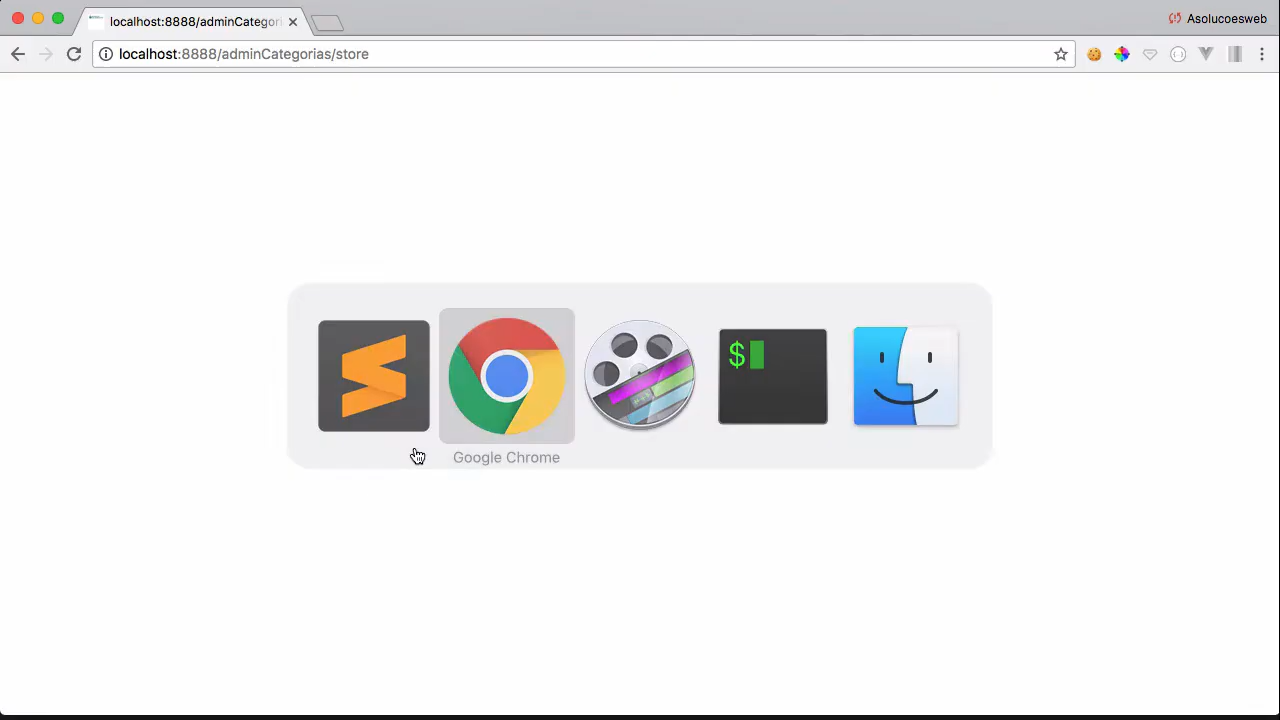 localhost:8888/adminCategori
Asolucoesweb
localhost:8888/adminCategorias/store
$
Google Chrome